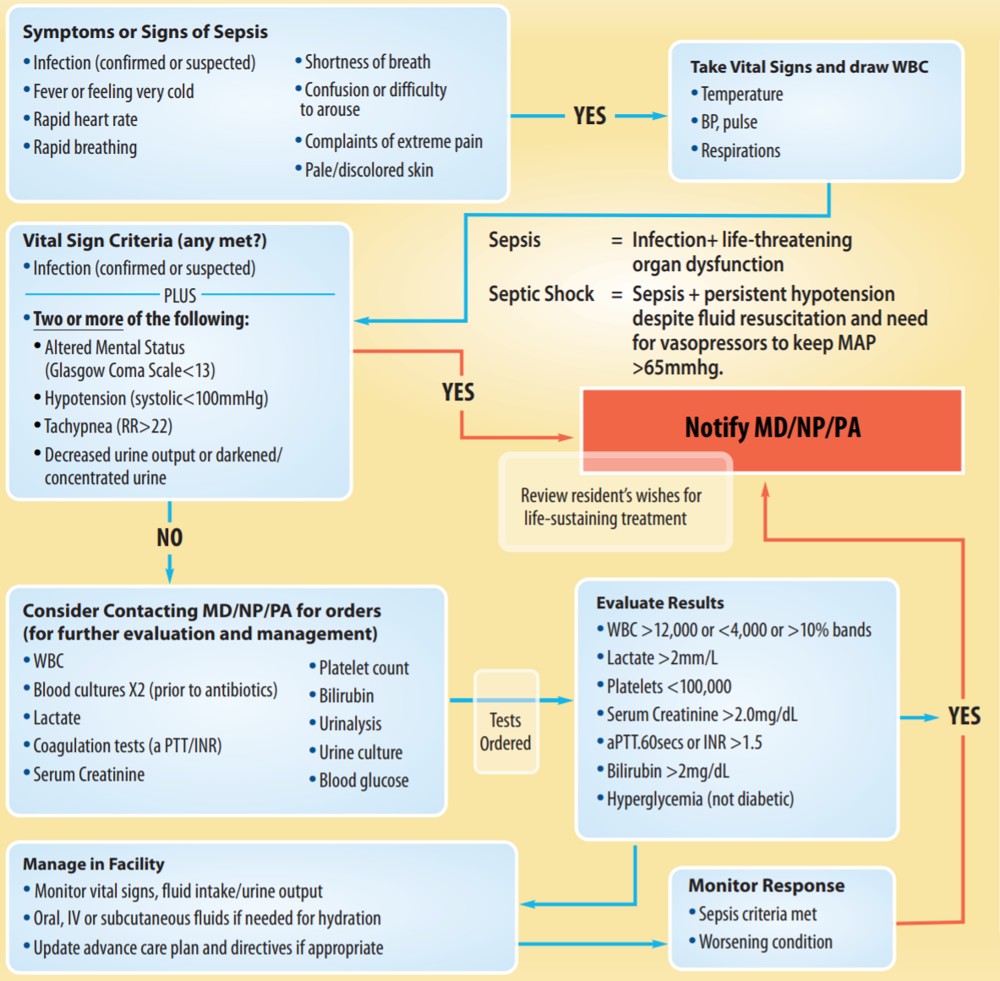 Symptoms or Signs of Sepsis
• Infection (confirmed or suspected)
• Fever or feeling very cold
• Rapid heart rate
• Rapid breathing
• Shortness of breath
• Confusion or difficulty
to arouse
• Complaints of extreme pain
• Pale/discolored skin
YES
Take Vital Signs and draw WBC
• Temperature
• BP, pulse
• Respirations
Vital Sign Criteria (any met?)
• Infection (confirmed or suspected)
PLUS
• Two or more of the following:
• Altered Mental Status
(Glasgow Coma Scale<13)
• Hypotension (systolic<100mmHg)
• Tachypnea (RR>22)
• Decreased urine output or darkened/
concentrated urine
Sepsis = Infection+ life-threatening
organ dysfunction
Septic Shock = Sepsis + persistent hypotension
despite fluid resuscitation and need
for vasopressors to keep MAP
>65mmhg.
YES
Notify MD/NP/PA
Review resident's wishes for
life-sustaining treatment
NO
Consider Contacting MD/NP/PA for orders
(for further evaluation and management)
• WBC
• Blood cultures X2 (prior to antibiotics)
• Lactate
• Coagulation tests (a PTT/INR)
• Serum Creatinine
• Platelet count
• Bilirubin
• Urinalysis
• Urine culture
• Blood glucose
Tests
Ordered
Evaluate Results
• WBC >12,000 or <4,000 or >10% bands
• Lactate >2mm/L
• Platelets <100,000
• Serum Creatinine >2.0mg/dL
• aPTT.60secs or INR >1.5
• Bilirubin >2mg/dL
• Hyperglycemia (not diabetic)
YES
Manage in Facility
• Monitor vital signs, fluid intake/urine output
• Oral, IV or subcutaneous fluids if needed for hydration
• Update advance care plan and directives if appropriate
Monitor Response
• Sepsis criteria met
• Worsening condition